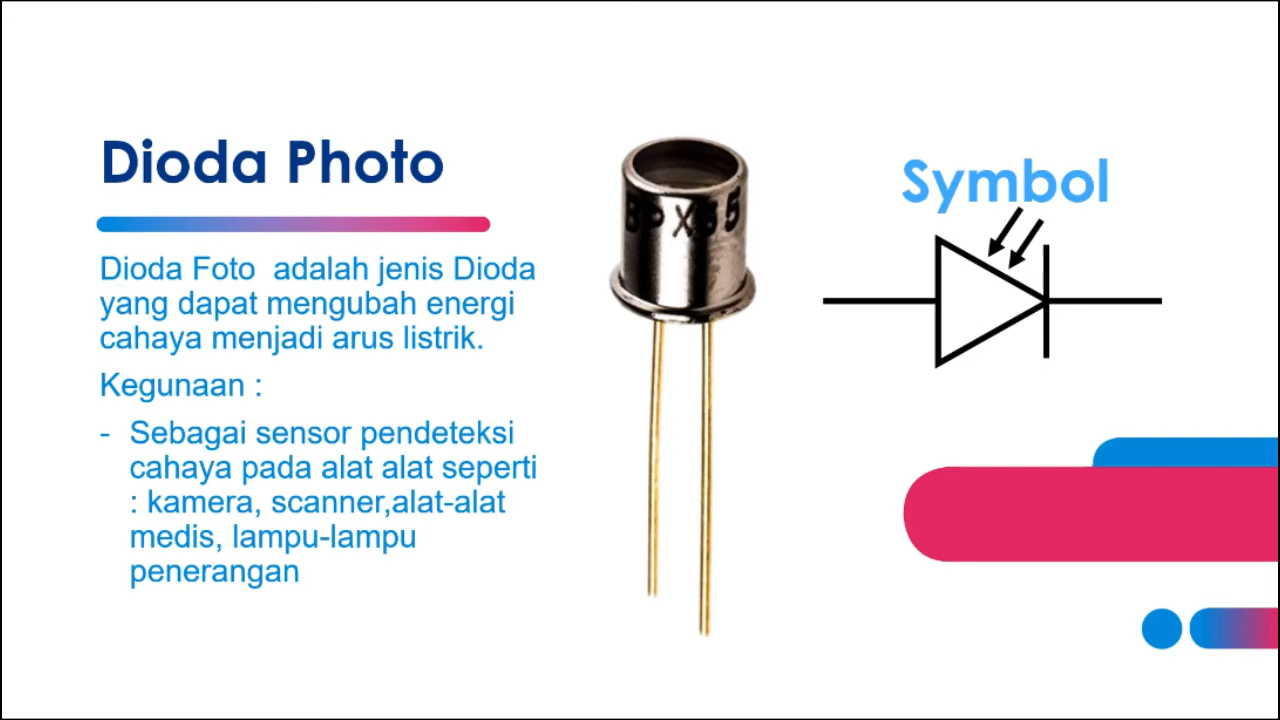 Dioda Photo
Dioda Foto  adalah jenis Dioda
yang dapat mengubah energi
cahaya menjadi arus listrik.
Kegunaan :
- Sebagai sensor pendeteksi
cahaya pada alat alat seperti
: kamera, scanner,alat-alat
medis, lampu-lampu
penerangan
BPX65
Symbol